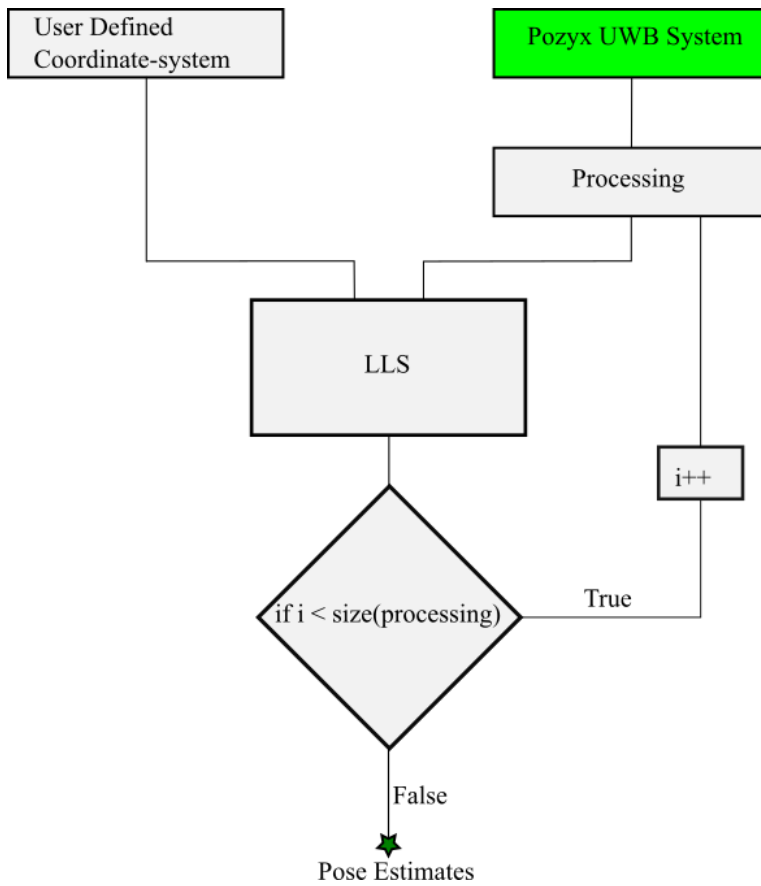 User Defined
Coordinate-system
Pozyx UWB System
Processing
LLS
i++
if i < size(processing)
True
False
Pose Estimates